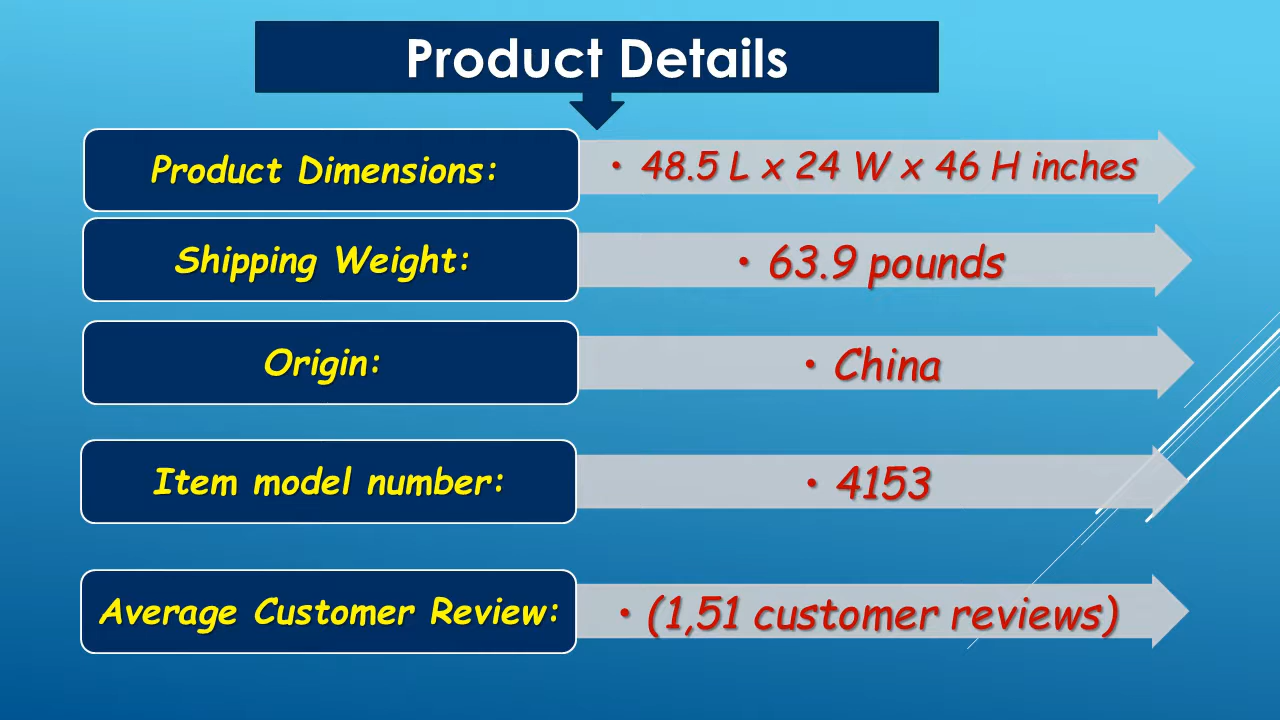 Product Details
Product Dimensions:
• 48.5 L x 24 W x 46 H inches
Shipping Weight:
• 63.9 pounds
Origin:
• China
Item model number:
• 4153
Average Customer Review:
• (1,51 customer reviews)